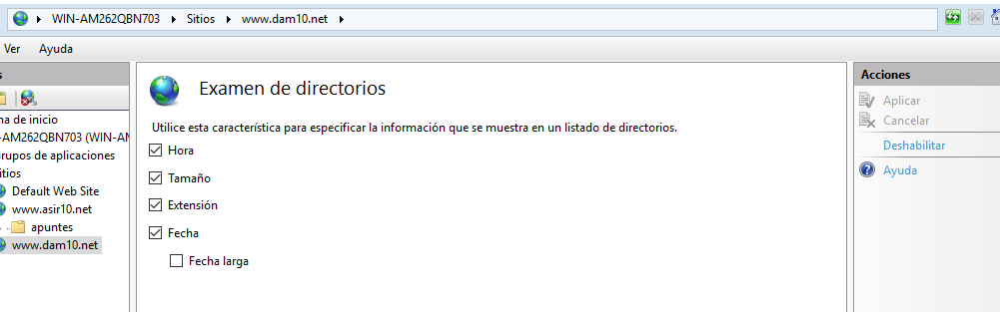 WIN-AM262QBN703 Sitios www.dam10.net
Ver Ayuda
s
na de inicio
-AM262QBN703 (WIN-AM
Grupos de aplicaciones
itios
Default Web Site
www.asir10.net
apuntes
www.dam10.net
Examen de directorios
Utilice esta característica para especificar la información que se muestra en un listado de directorios.
Hora
Tamaño
Extensión
Fecha
Fecha larga
Acciones
Aplicar
Cancelar
Deshabilitar
Ayuda